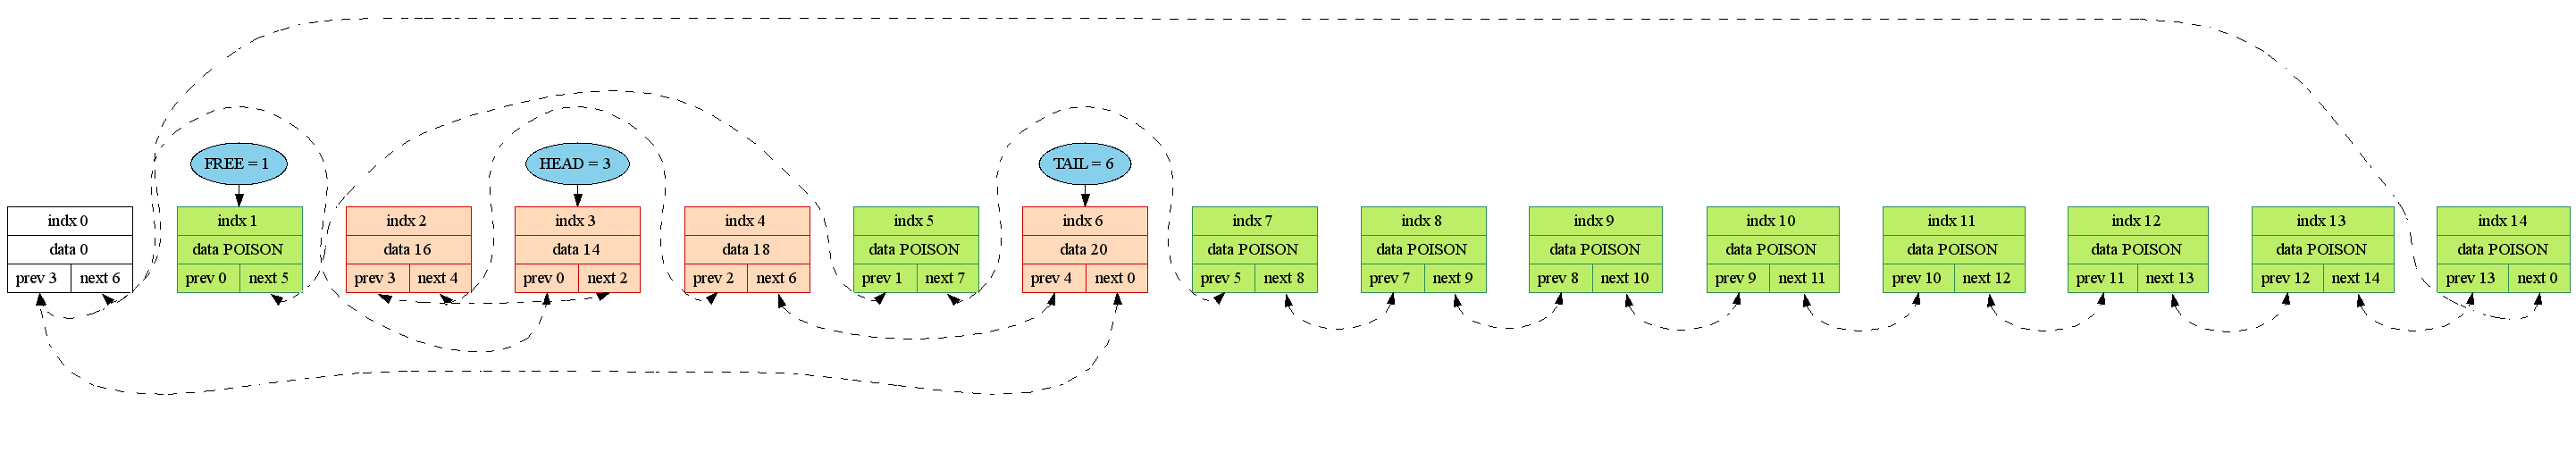 FREE = 1
HEAD = 3
TAIL = 6
indx 0
data 0
prev 3 next 6
indx 1
data POISON
prev 0 next 5
indx 2
data 16
prev 3 next 4
indx 3
data 14
prev 0 next 2
indx 4
data 18
prev 2 next 6
indx 5
data POISON
prev 1 next 7
indx 6
data 20
prev 4 next 0
indx 7
data POISON
prev 5 next 8
indx 8
data POISON
prev 7 next 9
indx 9
data POISON
prev 8 next 10
indx 10
data POISON
prev 9 next 11
indx 11
data POISON
prev 10 next 12
indx 12
data POISON
prev 11 next 13
indx 13
data POISON
prev 12 next 14
indx 14
data POISON
prev 13 next 0